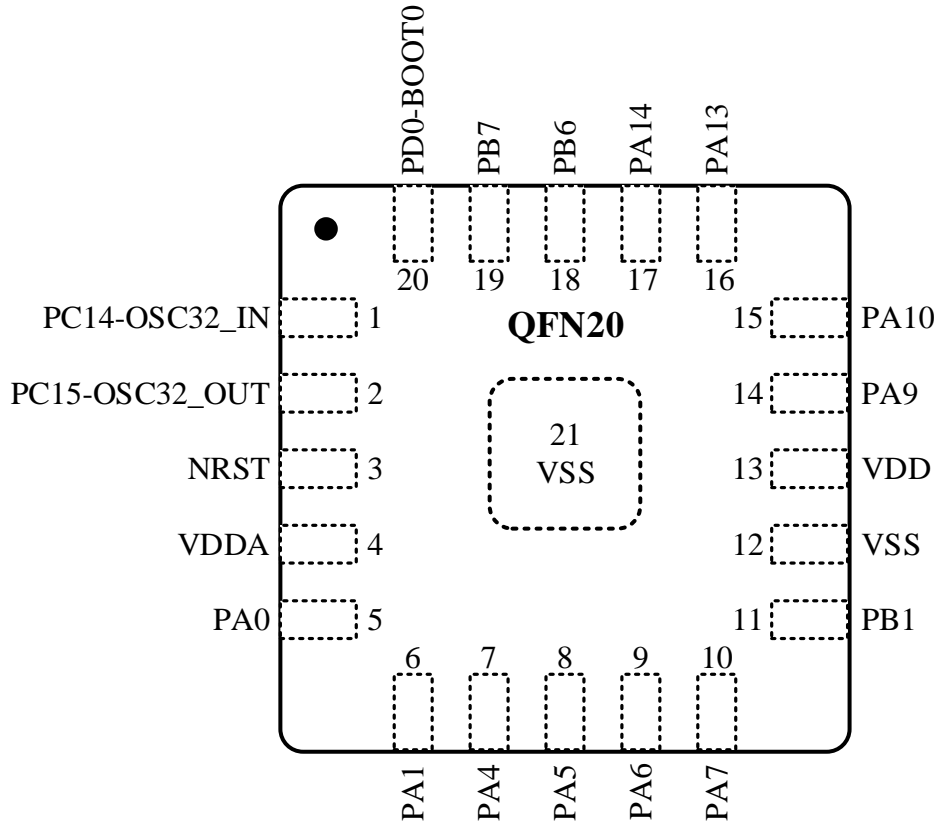 PD0-BOOT0
PB7
PB6
PA14
PA13
20
19
18
17
16
PC14-OSC32_IN 1
QFN20
15 PA10
PC15-OSC32_OUT 2
14 PA9
21
VSS
NRST 3
13 VDD
VDDA 4
12 VSS
PA0 5
11 PB1
6
7
8
9
10
PA1
PA4
PA5
PA6
PA7